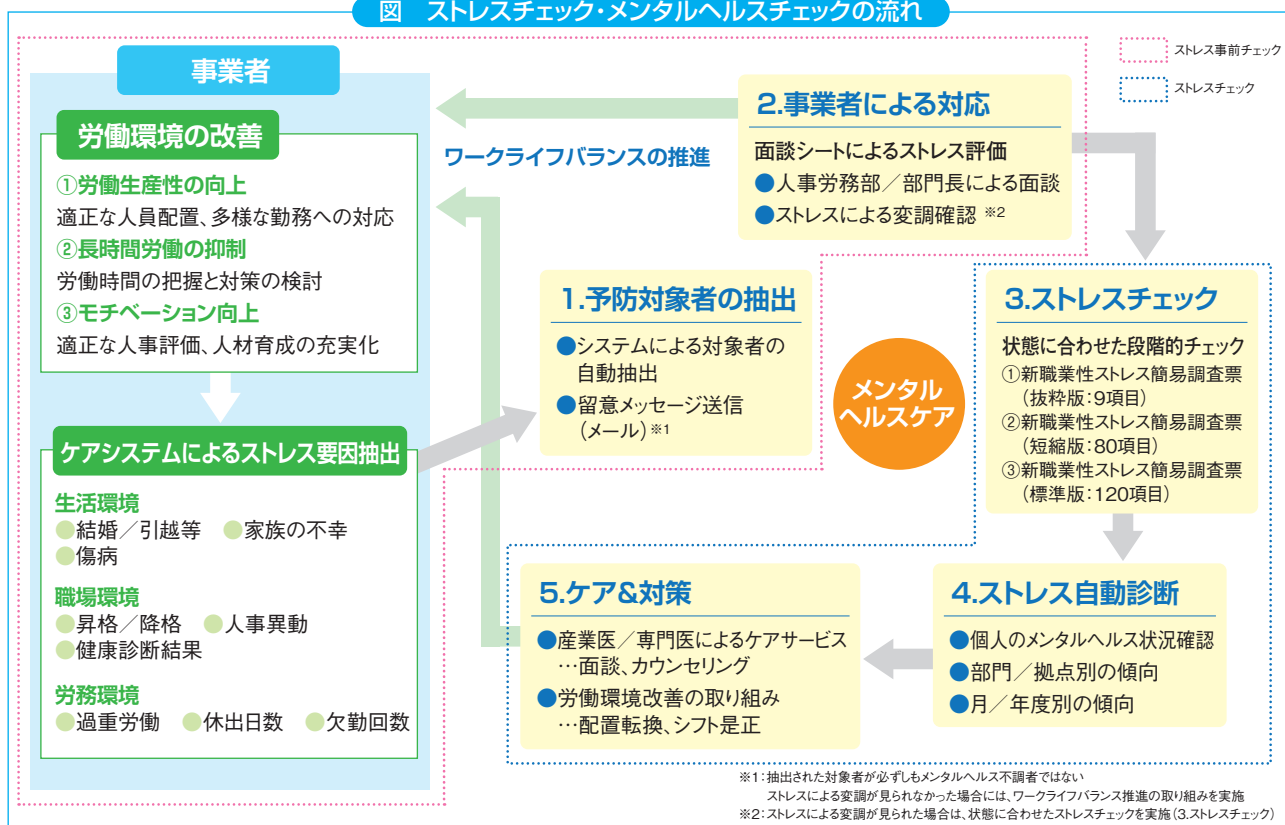 図 ストレスチェック・メンタルヘルスチェックの流れ
ストレス事前チェック
ストレスチェック
事業者
労働環境の改善
①労働生産性の向上
適正な人員配置、多様な勤務への対応
②長時間労働の抑制
労働時間の把握と対策の検討
③モチベーション向上
適正な人事評価、人材育成の充実化
ケアシステムによるストレス要因抽出
生活環境
●結婚／引越等 ●家族の不幸
●傷病
職場環境
●昇格／降格 ●人事異動
●健康診断結果
労務環境
●過重労働 ●休出日数 ●欠勤回数
ワークライフバランスの推進
1.予防対象者の抽出
●システムによる対象者の
自動抽出
●留意メッセージ送信
（メール）※1
2.事業者による対応
面談シートによるストレス評価
●人事労務部／部門長による面談
●ストレスによる変調確認 ※2
メンタル
ヘルスケア
3.ストレスチェック
状態に合わせた段階的チェック
①新職業性ストレス簡易調査票
（抜粋版:9項目）
②新職業性ストレス簡易調査票
（短縮版:80項目）
③新職業性ストレス簡易調査票
（標準版:120項目）
4.ストレス自動診断
●個人のメンタルヘルス状況確認
●部門／拠点別の傾向
●月／年度別の傾向
5.ケア&対策
●産業医／専門医によるケアサービス
…面談、カウンセリング
●労働環境改善の取り組み
…配置転換、シフト是正
※1:抽出された対象者が必ずしもメンタルヘルス不調者ではない
ストレスによる変調が見られなかった場合には、ワークライフバランス推進の取り組みを実施
※2:ストレスによる変調が見られた場合は、状態に合わせたストレスチェックを実施（3.ストレスチェック）